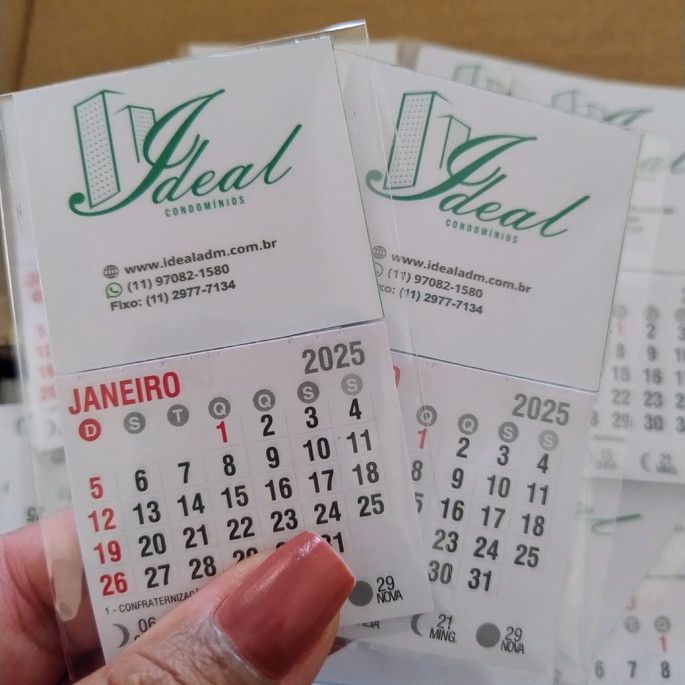 Ideal
CONDOMÍNIOS
www.idealadm.com.br
(11) 97082-1580
Fixo: (11) 2977-7134
JANEIRO 2025
D S T Q Q S S
1 2 3 4
5 6 7 8 9 10 11
12 13 14 15 16 17 18
19 20 21 22 23 24 25
26 27 28
1 - CONFRATERNIZAÇ
06
29
NOVA
Ideal
CONDOMÍNIOS
www.idealadm.com.br
(11) 97082-1580
(11) 2977-7134
2025
Q Q S S
1 2 3 4
8 9 10 11
16 17 18
23 24 25
30 31
21
MING.
29
NOVA